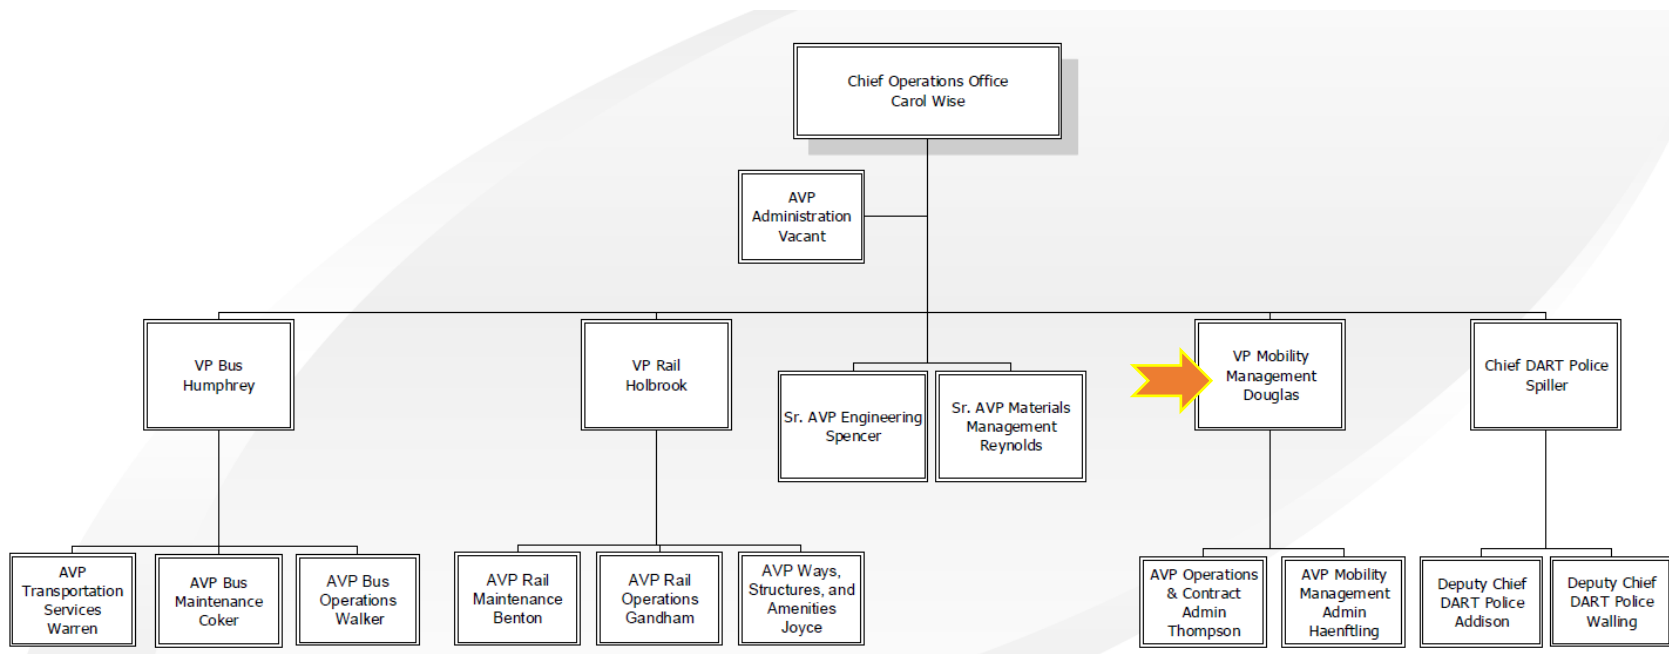 Chief Operations Office
Carol Wise
AVP
Administration
Vacant
VP Bus
Humphrey
VP Rail
Holbrook
Sr. AVP Engineering
Spencer
Sr. AVP Materials
Management
Reynolds
VP Mobility
Management
Douglas
Chief DART Police
Spiller
AVP
Transportation
Services
Warren
AVP Bus
Maintenance
Coker
AVP Bus
Operations
Walker
AVP Rail
Maintenance
Benton
AVP Rail
Operations
Gandham
AVP Ways,
Structures, and
Amenities
Joyce
AVP Operations
& Contract
Admin
Thompson
AVP Mobility
Management
Admin
Haenftling
Deputy Chief
DART Police
Addison
Deputy Chief
DART Police
Walling